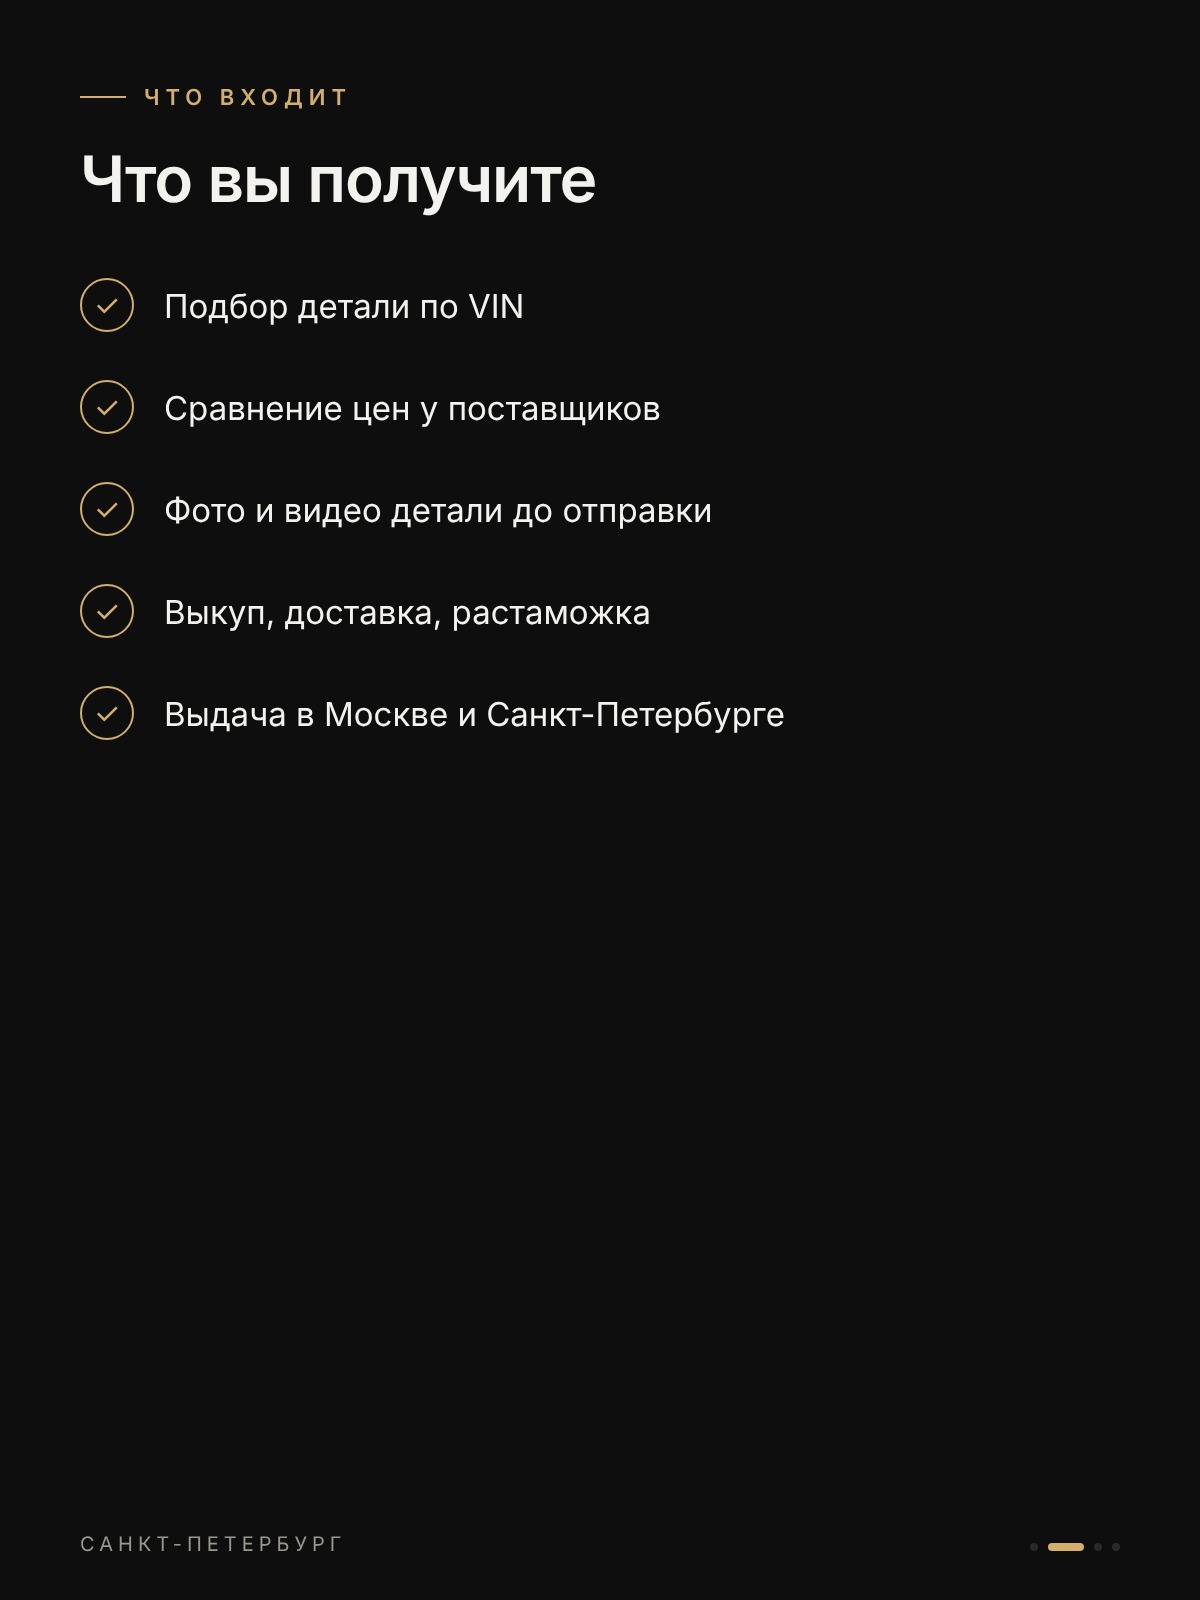 ЧТО ВХОДИТ
Что вы получите
Подбор детали по VIN
Сравнение цен у поставщиков
Фото и видео детали до отправки
Выкуп, доставка, растаможка
Выдача в Москве и Санкт-Петербурге
САНКТ-ПЕТЕРБУРГ